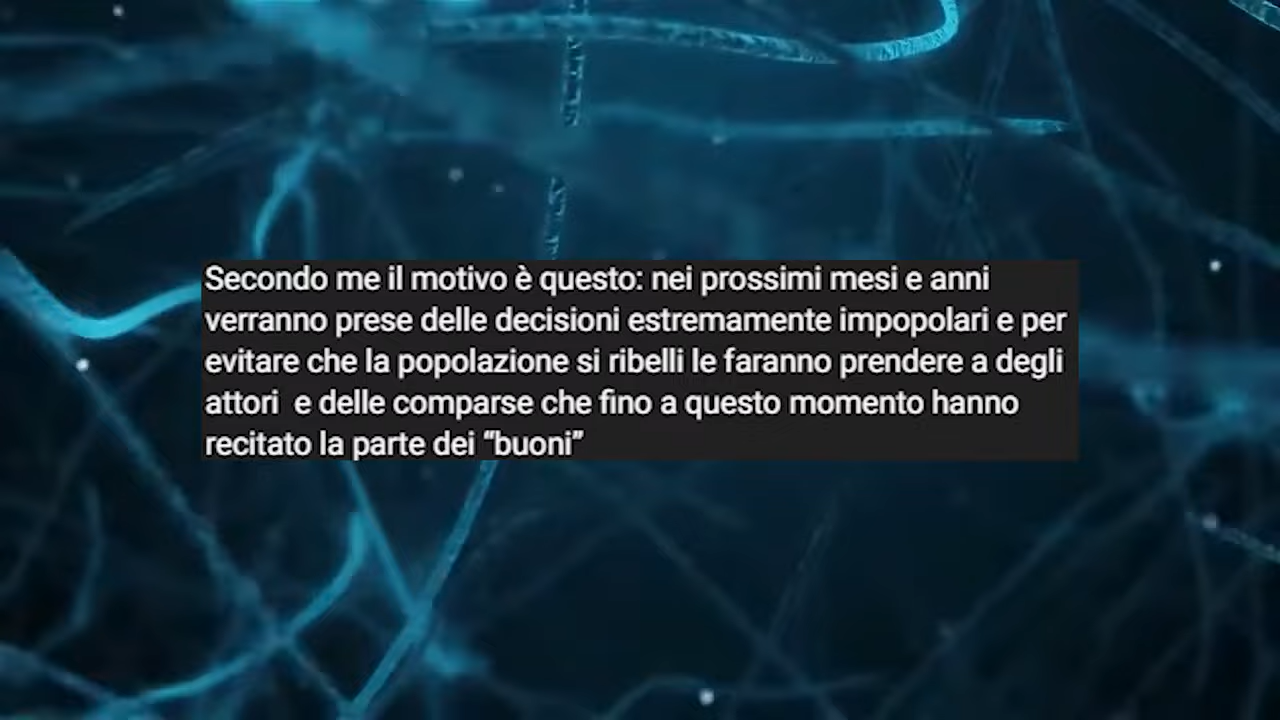 Secondo me il motivo è questo: nei prossimi mesi e anni
verranno prese delle decisioni estremamente impopolari e per
evitare che la popolazione si ribelli le faranno prendere a degli
attori  e delle comparse che fino a questo momento hanno
recitato la parte dei “buoni”